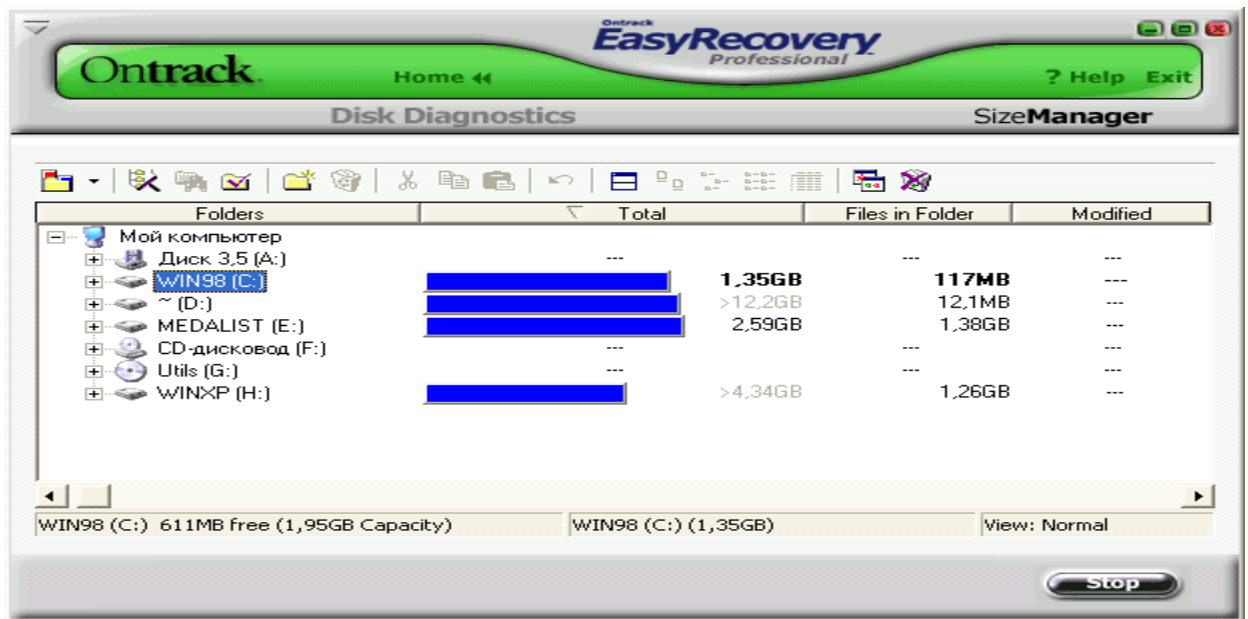 Ontrack
EasyRecovery
Professional
Ontrack.
Home
? Help Exit
Disk Diagnostics
SizeManager
Folders Total Files in Folder Modified
Мой компьютер
Диск 3,5 (A:) --- --- ---
WIN98 (C:) 1,35GB 117MB ---
~ (D:) >12,2GB 12,1MB ---
MEDALIST (E:) 2,59GB 1,38GB ---
CD-дисковод (F:) --- --- ---
Utils (G:) --- --- ---
WINXP (H:) >4,34GB 1,26GB ---
WIN98 (C:) 611MB free (1,95GB Capacity) WIN98 (C:) (1,35GB) View: Normal
Stop